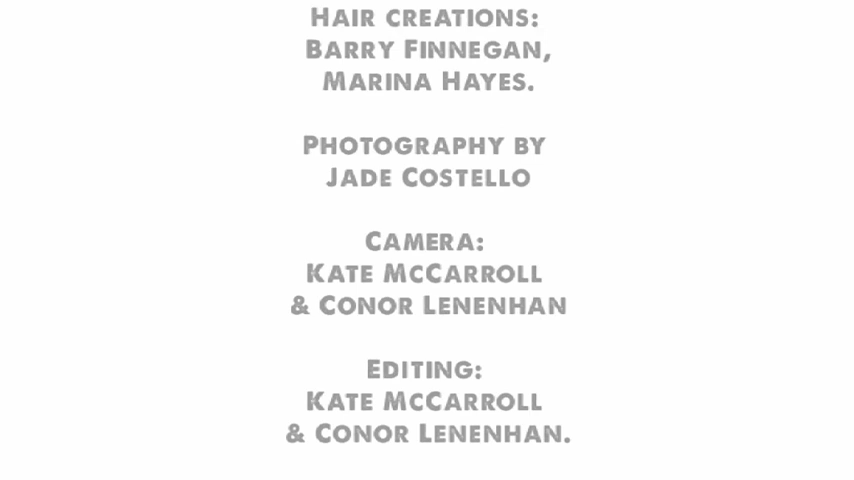 Hair creations:
Barry Finnegan,
Marina Hayes.
Photography by
Jade Costello
Camera:
Kate McCarroll
& Conor Lenenhan
Editing:
Kate McCarroll
& Conor Lenenhan.